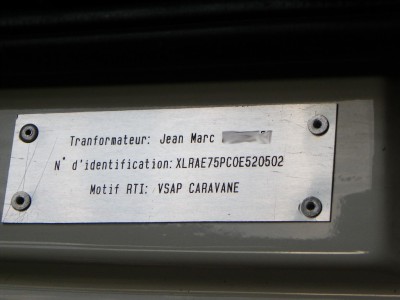 Tranformateur: Jean Marc
N° d'identification: XLRAE75PC0E520502
Motif RTI: VSAP CARAVANE